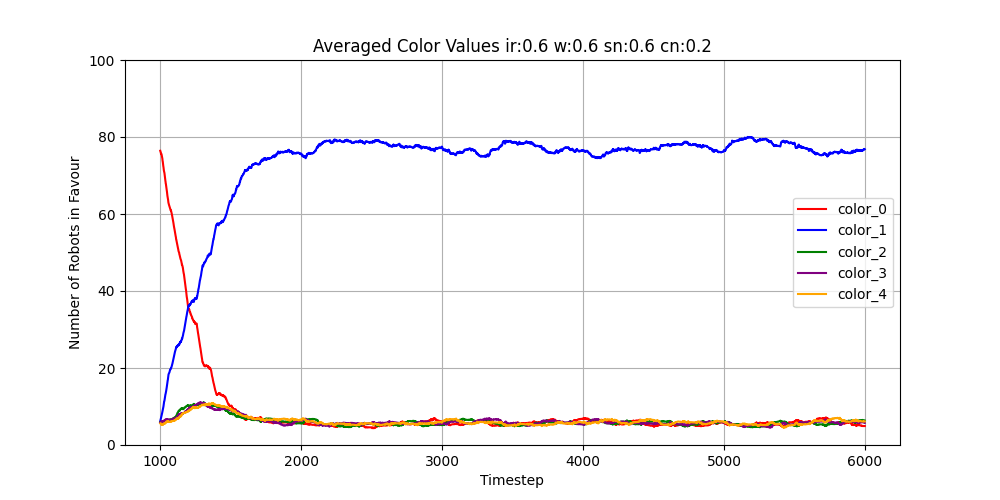 Averaged Color Values ir:0.6 w:0.6 sn:0.6 cn:0.2
Number of Robots in Favour
100
80
60
40
20
0
color_0
color_1
color_2
color_3
color_4
1000 2000 3000 4000 5000 6000
Timestep